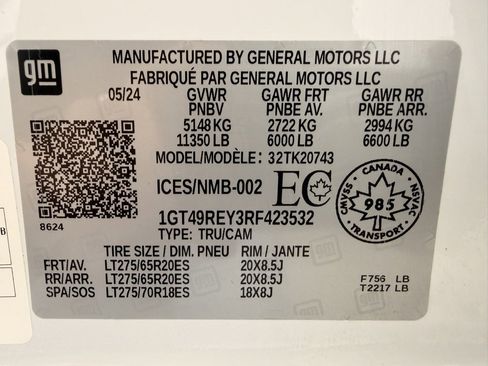 gm
MANUFACTURED BY GENERAL MOTORS LLC
FABRIQUÉ PAR GENERAL MOTORS LLC
05/24 GVWR GAWR FRT GAWR RR
PNBV PNBE AV. PNBE ARR.
5148 KG 2722 KG 2994 KG
11350 LB 6000 LB 6600 LB
MODEL/MODÈLE: 32TK20743
ICES/NMB-002 EC
CANADA
CMVSS 985 NSVAC
TRANSPORT
8624
1GT49REY3RF423532
TYPE: TRU/CAM
TIRE SIZE / DIM. PNEU RIM / JANTE
FRT/AV. LT275/65R20ES 20X8.5J
RR/ARR. LT275/65R20ES 20X8.5J
SPA/SOS LT275/70R18ES 18X8J
F756 LB
T2217 LB